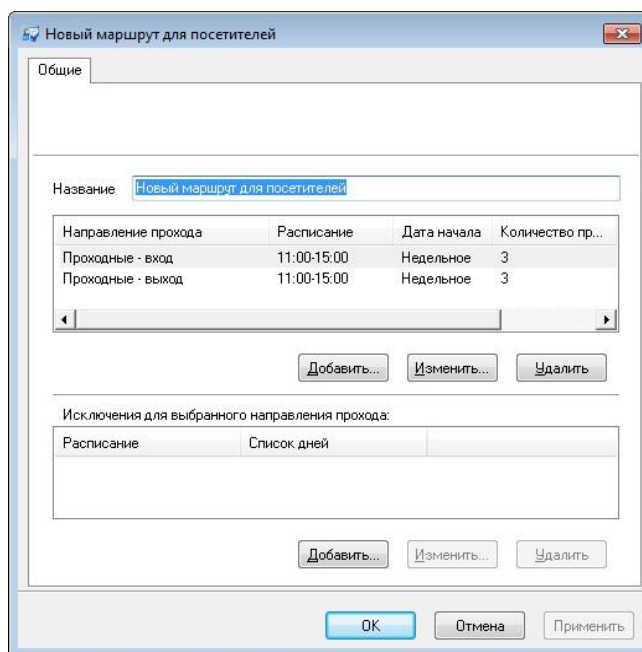 Новый маршрут для посетителей
Общие
Название Новый маршрут для посетителей
Направление прохода Расписание Дата начала Количество пр...
Проходные - вход 11:00-15:00 Недельное 3
Проходные - выход 11:00-15:00 Недельное 3
Добавить... Изменить... Удалить
Исключения для выбранного направления прохода:
Расписание Список дней
Добавить... Изменить... Удалить
OK Отмена Применить